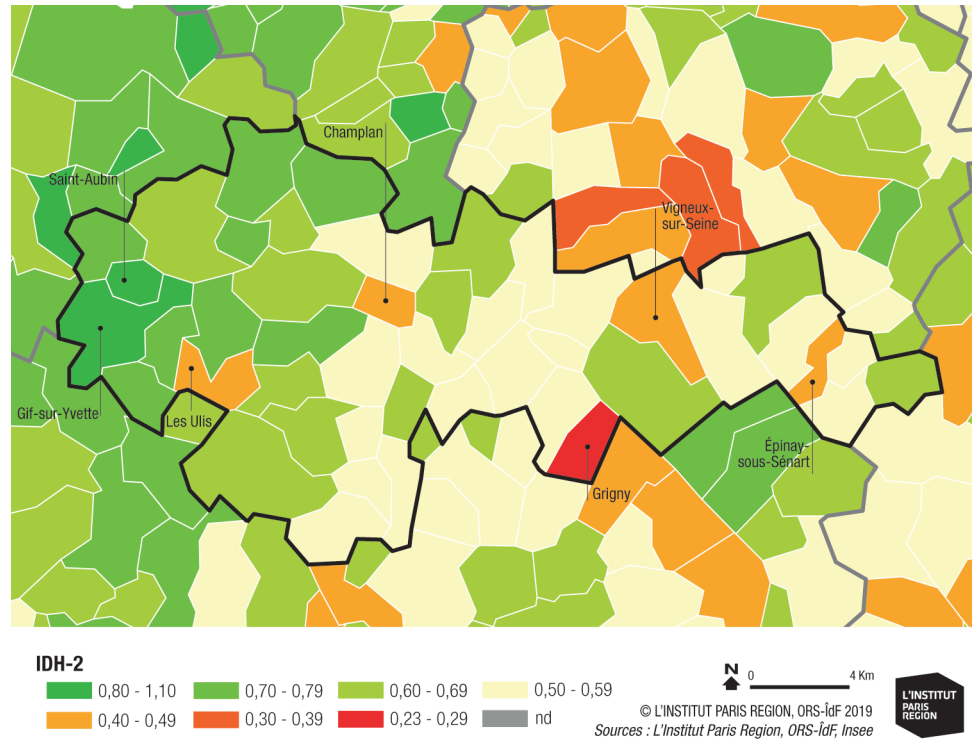 Champlan
Saint-Aubin
Vigneux-
sur-Seine
Gif-sur-Yvette
Les Ulis
Épinay-
sous-Sénart
Grigny
IDH-2
0,80 - 1,10
0,70 - 0,79
0,60 - 0,69
0,50 - 0,59
0,40 - 0,49
0,30 - 0,39
0,23 - 0,29
nd
N
0
4 Km
© L'INSTITUT PARIS REGION, ORS-ÎdF 2019
Sources : L'Institut Paris Region, ORS-ÎdF, Insee
L'INSTITUT
PARIS
REGION